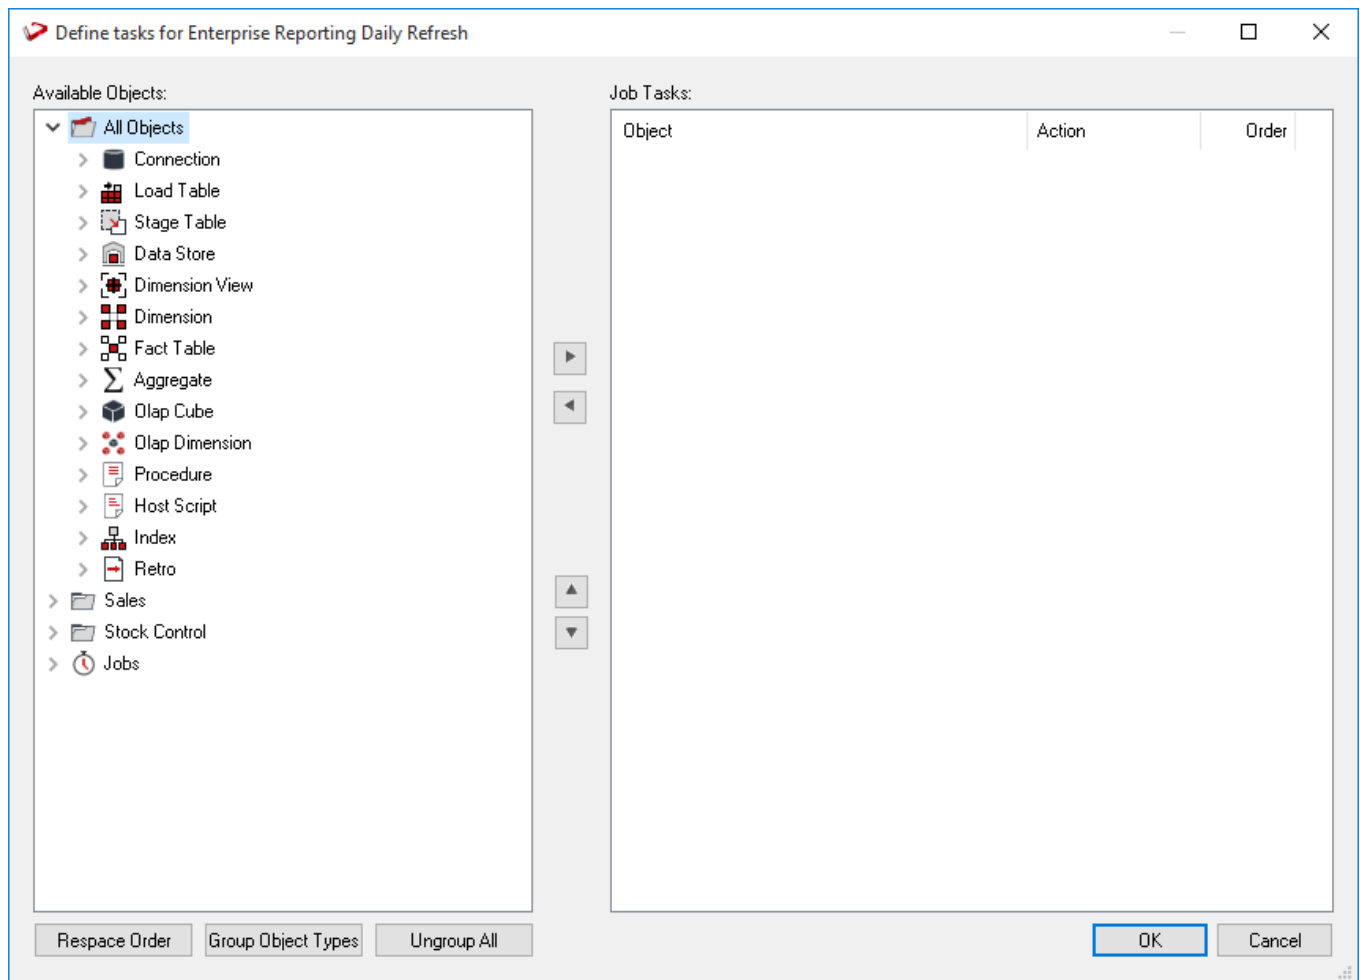 Define tasks for Enterprise Reporting Daily Refresh
Available Objects:
All Objects
Connection
Load Table
Stage Table
Data Store
Dimension View
Dimension
Fact Table
Aggregate
Olap Cube
Olap Dimension
Procedure
Host Script
Index
Retro
Sales
Stock Control
Jobs
Job Tasks:
Object Action Order
Respace Order Group Object Types Ungroup All OK Cancel